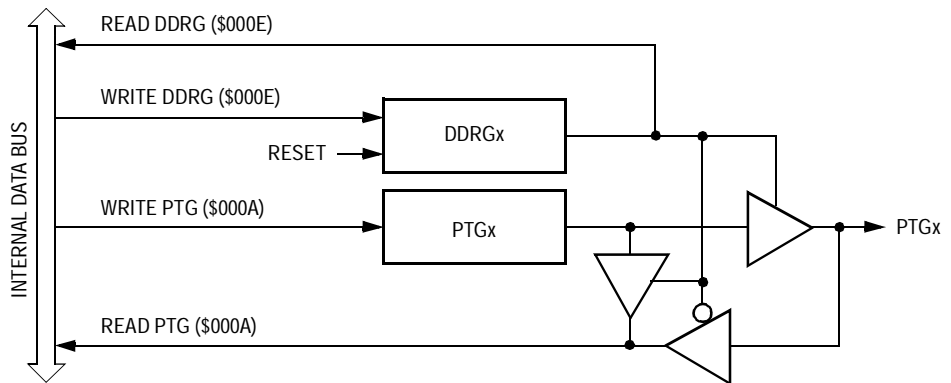 READ DDRG ($000E)
WRITE DDRG ($000E)
DDRGx
RESET
INTERNAL DATA BUS
WRITE PTG ($000A)
PTGx
PTGx
READ PTG ($000A)